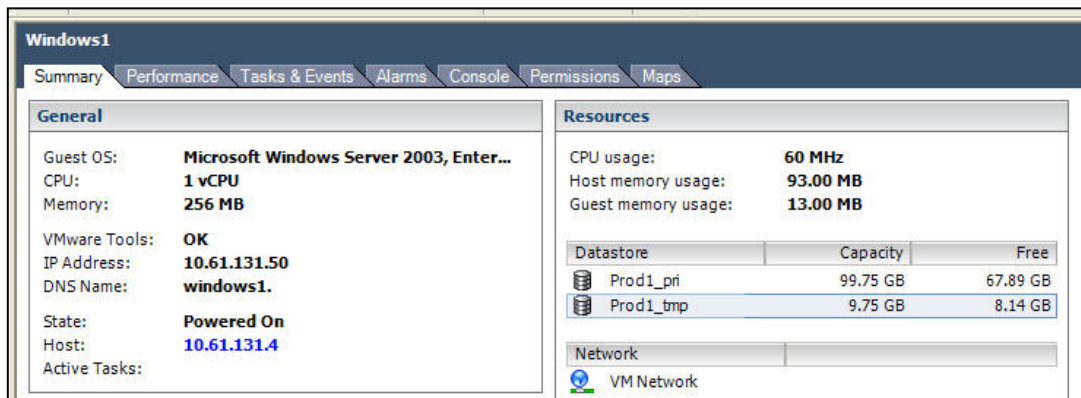 Windows1
Summary Performance Tasks & Events Alarms Console Permissions Maps
General
Guest OS: Microsoft Windows Server 2003, Enter...
CPU: 1 vCPU
Memory: 256 MB
VMware Tools: OK
IP Address: 10.61.131.50
DNS Name: windows1.
State: Powered On
Host: 10.61.131.4
Active Tasks:
Resources
CPU usage: 60 MHz
Host memory usage: 93.00 MB
Guest memory usage: 13.00 MB
Datastore Capacity Free
Prod1_pri 99.75 GB 67.89 GB
Prod1_tmp 9.75 GB 8.14 GB
Network
VM Network